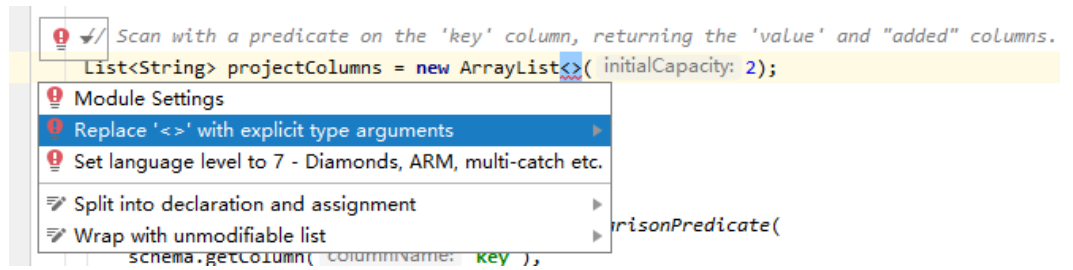 // Scan with a predicate on the 'key' column, returning the 'value' and "added" columns.
List<String> projectColumns = new ArrayList<>( initialCapacity: 2);
Module Settings
Replace '<>' with explicit type arguments
Set language level to 7 - Diamonds, ARM, multi-catch etc.
Split into declaration and assignment
Wrap with unmodifiable list
risonPredicate(
schema.getColumn( columnName: "key"),